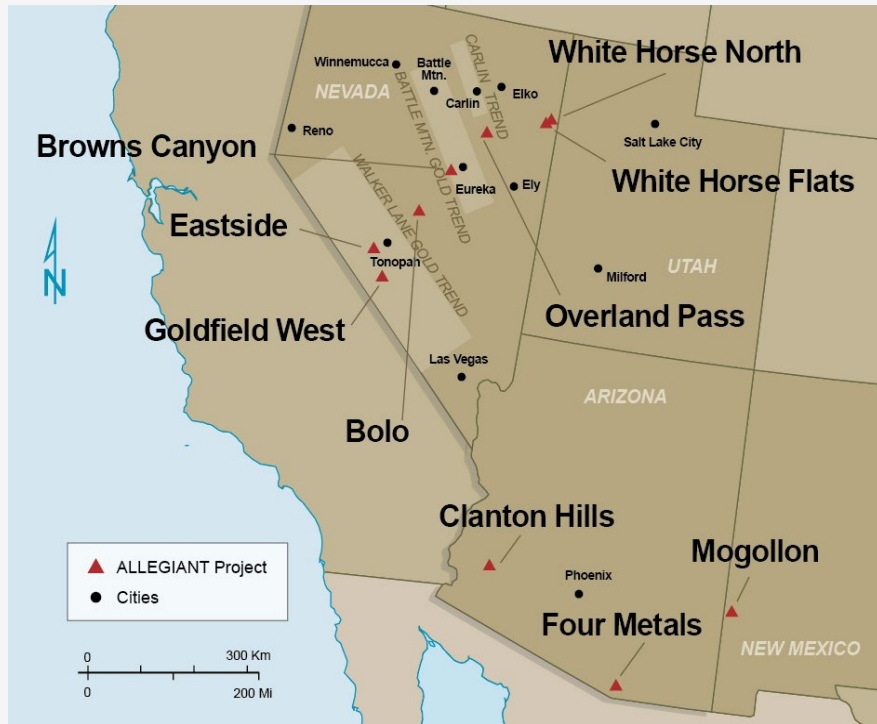 White Horse North
Winnemucca
Battle
Mtn.
CARLIN TREND
NEVADA
BATTLE MTN. GOLD TREND
Carlin
Elko
Reno
Salt Lake City
Browns Canyon
WALKER LANE GOLD TREND
Eureka
Ely
White Horse Flats
Eastside
Tonopah
Milford
UTAH
N
Goldfield West
Overland Pass
Las Vegas
ARIZONA
Bolo
Clanton Hills
Mogollon
ALLEGIANT Project
Cities
Phoenix
Four Metals
NEW MEXICO
0 300 Km
0 200 Mi